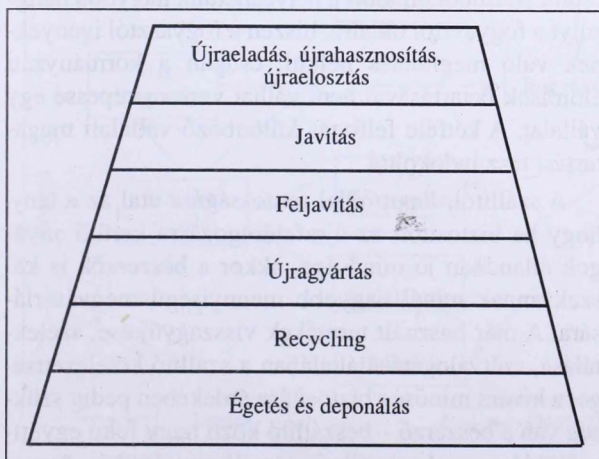 Újraeladás, újrahasznosítás,
újraelosztás
Javítás
Feljavítás
Újragyártás
Recycling
Égetés és deponálás